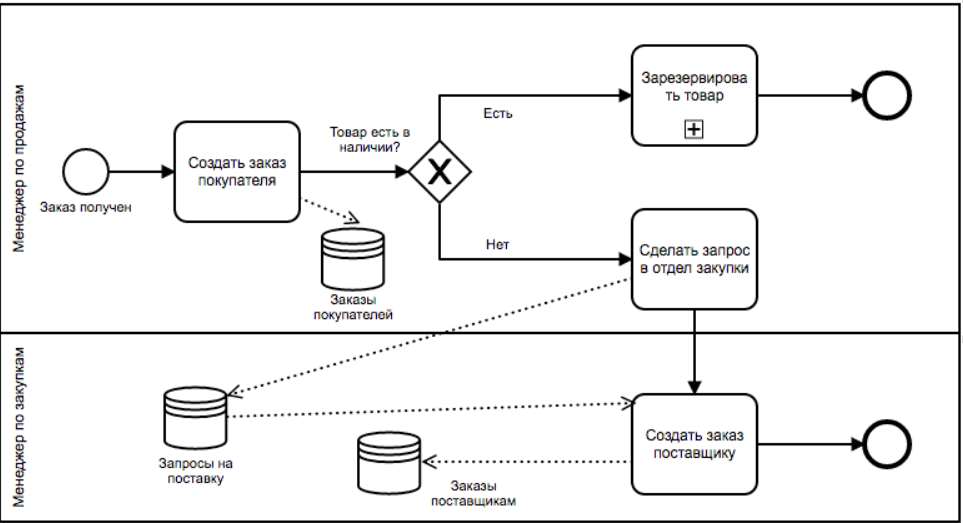 Менеджер по продажам
Заказ получен
Создать заказ
покупателя
Товар есть в
наличии?
Есть
Нет
Зарезервирова
ть товар
Сделать запрос
в отдел закупки
Заказы
покупателей
Менеджер по закупкам
Запросы на
поставку
Заказы
поставщикам
Создать заказ
поставщику